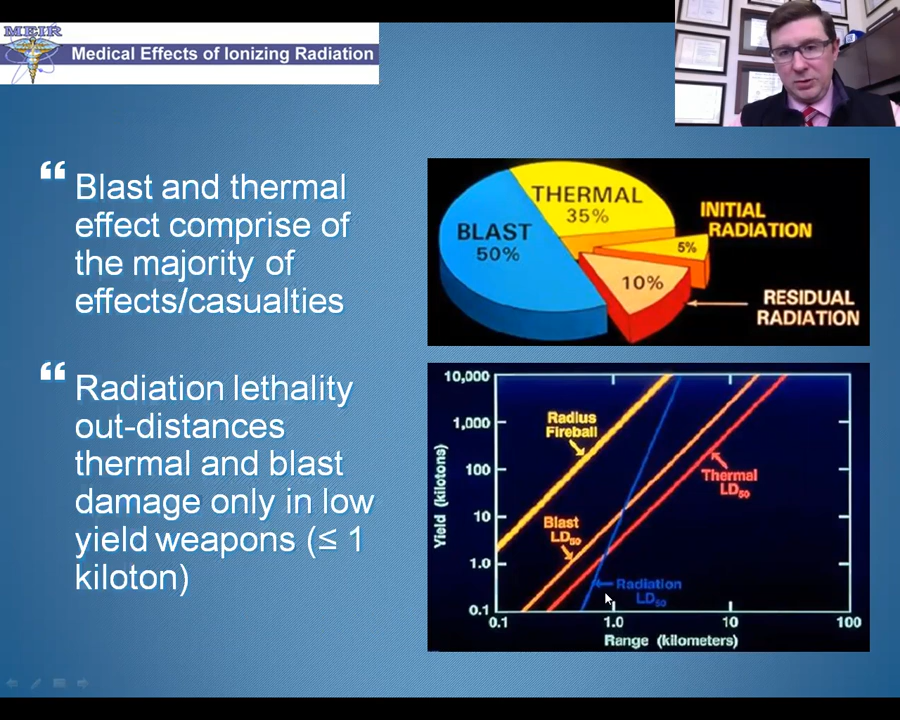 MEIR
Medical Effects of Ionizing Radiation
“ Blast and thermal
effect comprise of
the majority of
effects/casualties
“ Radiation lethality
out-distances
thermal and blast
damage only in low
yield weapons (≤ 1
kiloton)
THERMAL
35%
BLAST
50%
INITIAL
RADIATION
5%
10%
RESIDUAL
RADIATION
10,000
1,000
100
10
1.0
0.1
Yield (kilotons)
Radius
Fireball
Thermal
LD50
Blast
LD50
Radiation
LD50
0.1
1.0
10
100
Range (kilometers)